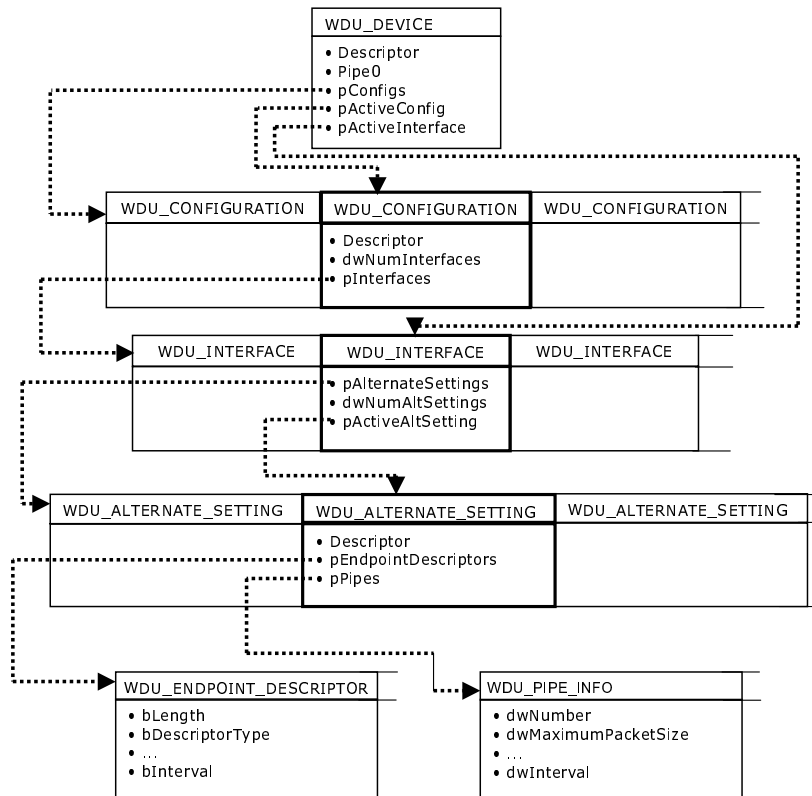 WDU_DEVICE
• Descriptor
• Pipe0
• pConfigs
• pActiveConfig
• pActiveInterface
WDU_CONFIGURATION
WDU_CONFIGURATION
WDU_CONFIGURATION
• Descriptor
• dwNumInterfaces
• pInterfaces
WDU_INTERFACE
WDU_INTERFACE
WDU_INTERFACE
• pAlternateSettings
• dwNumAltSettings
• pActiveAltSetting
WDU_ALTERNATE_SETTING
WDU_ALTERNATE_SETTING
WDU_ALTERNATE_SETTING
• Descriptor
• pEndpointDescriptors
• pPipes
WDU_ENDPOINT_DESCRIPTOR
• bLength
• bDescriptorType
• ...
• bInterval
WDU_PIPE_INFO
• dwNumber
• dwMaximumPacketSize
• ...
• dwInterval